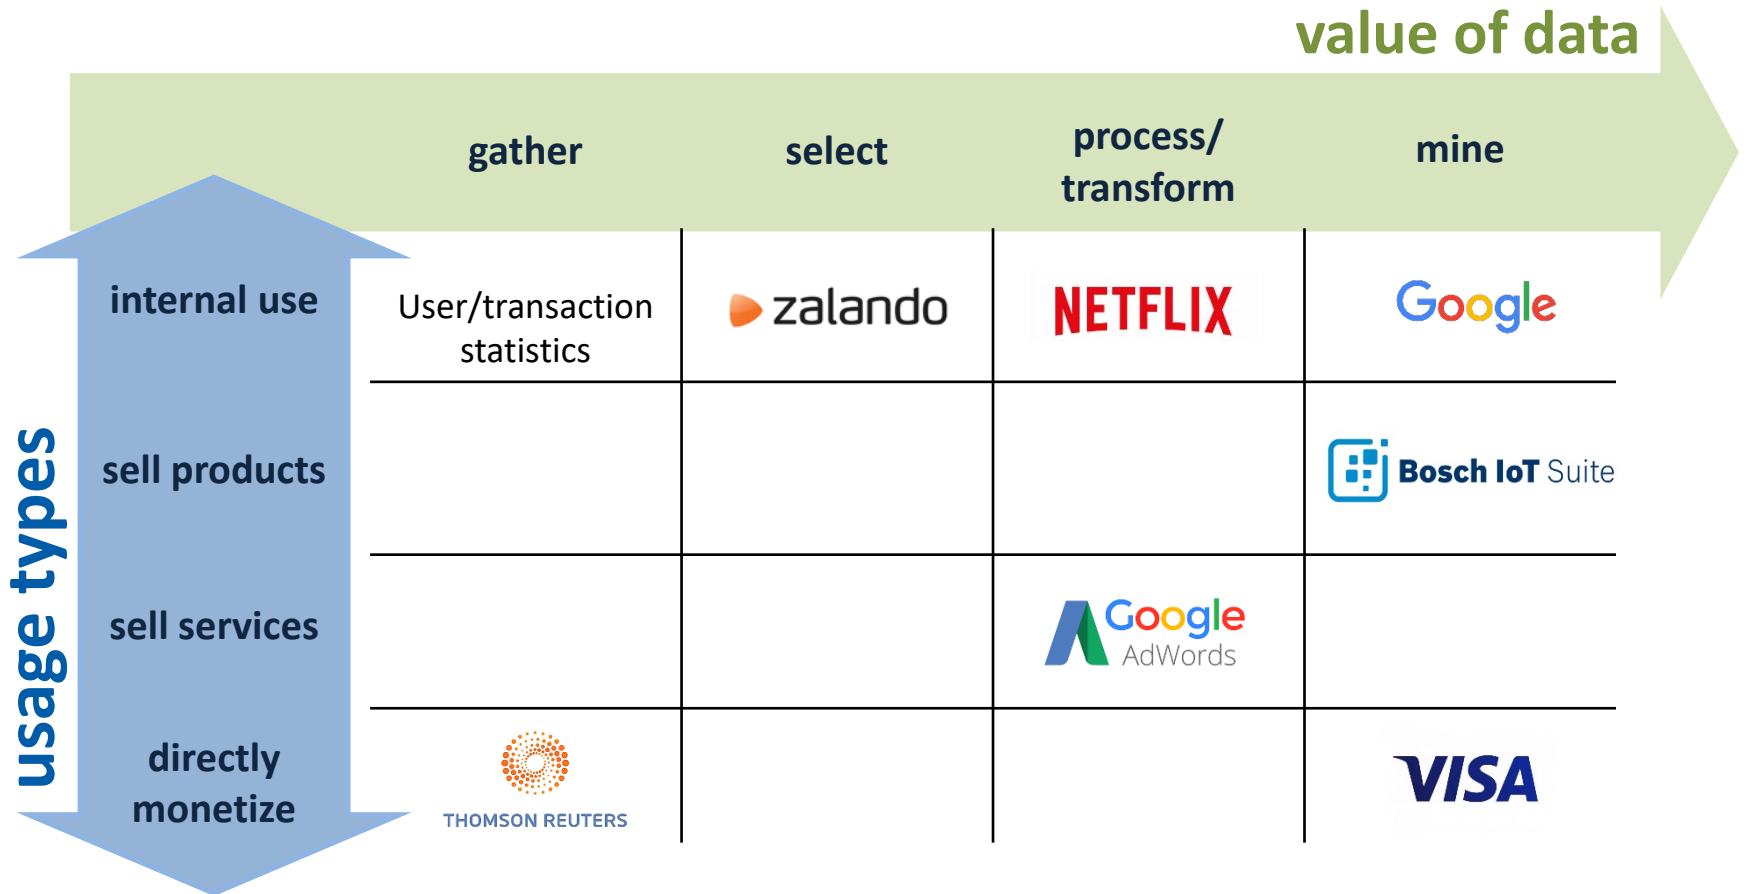 value of data
gather
select
process/
transform
mine
internal use
User/transaction
statistics
zalando
NETFLIX
Google
sell products
Bosch IoT Suite
usage types
sell services
Google
AdWords
directly
monetize
THOMSON REUTERS
VISA